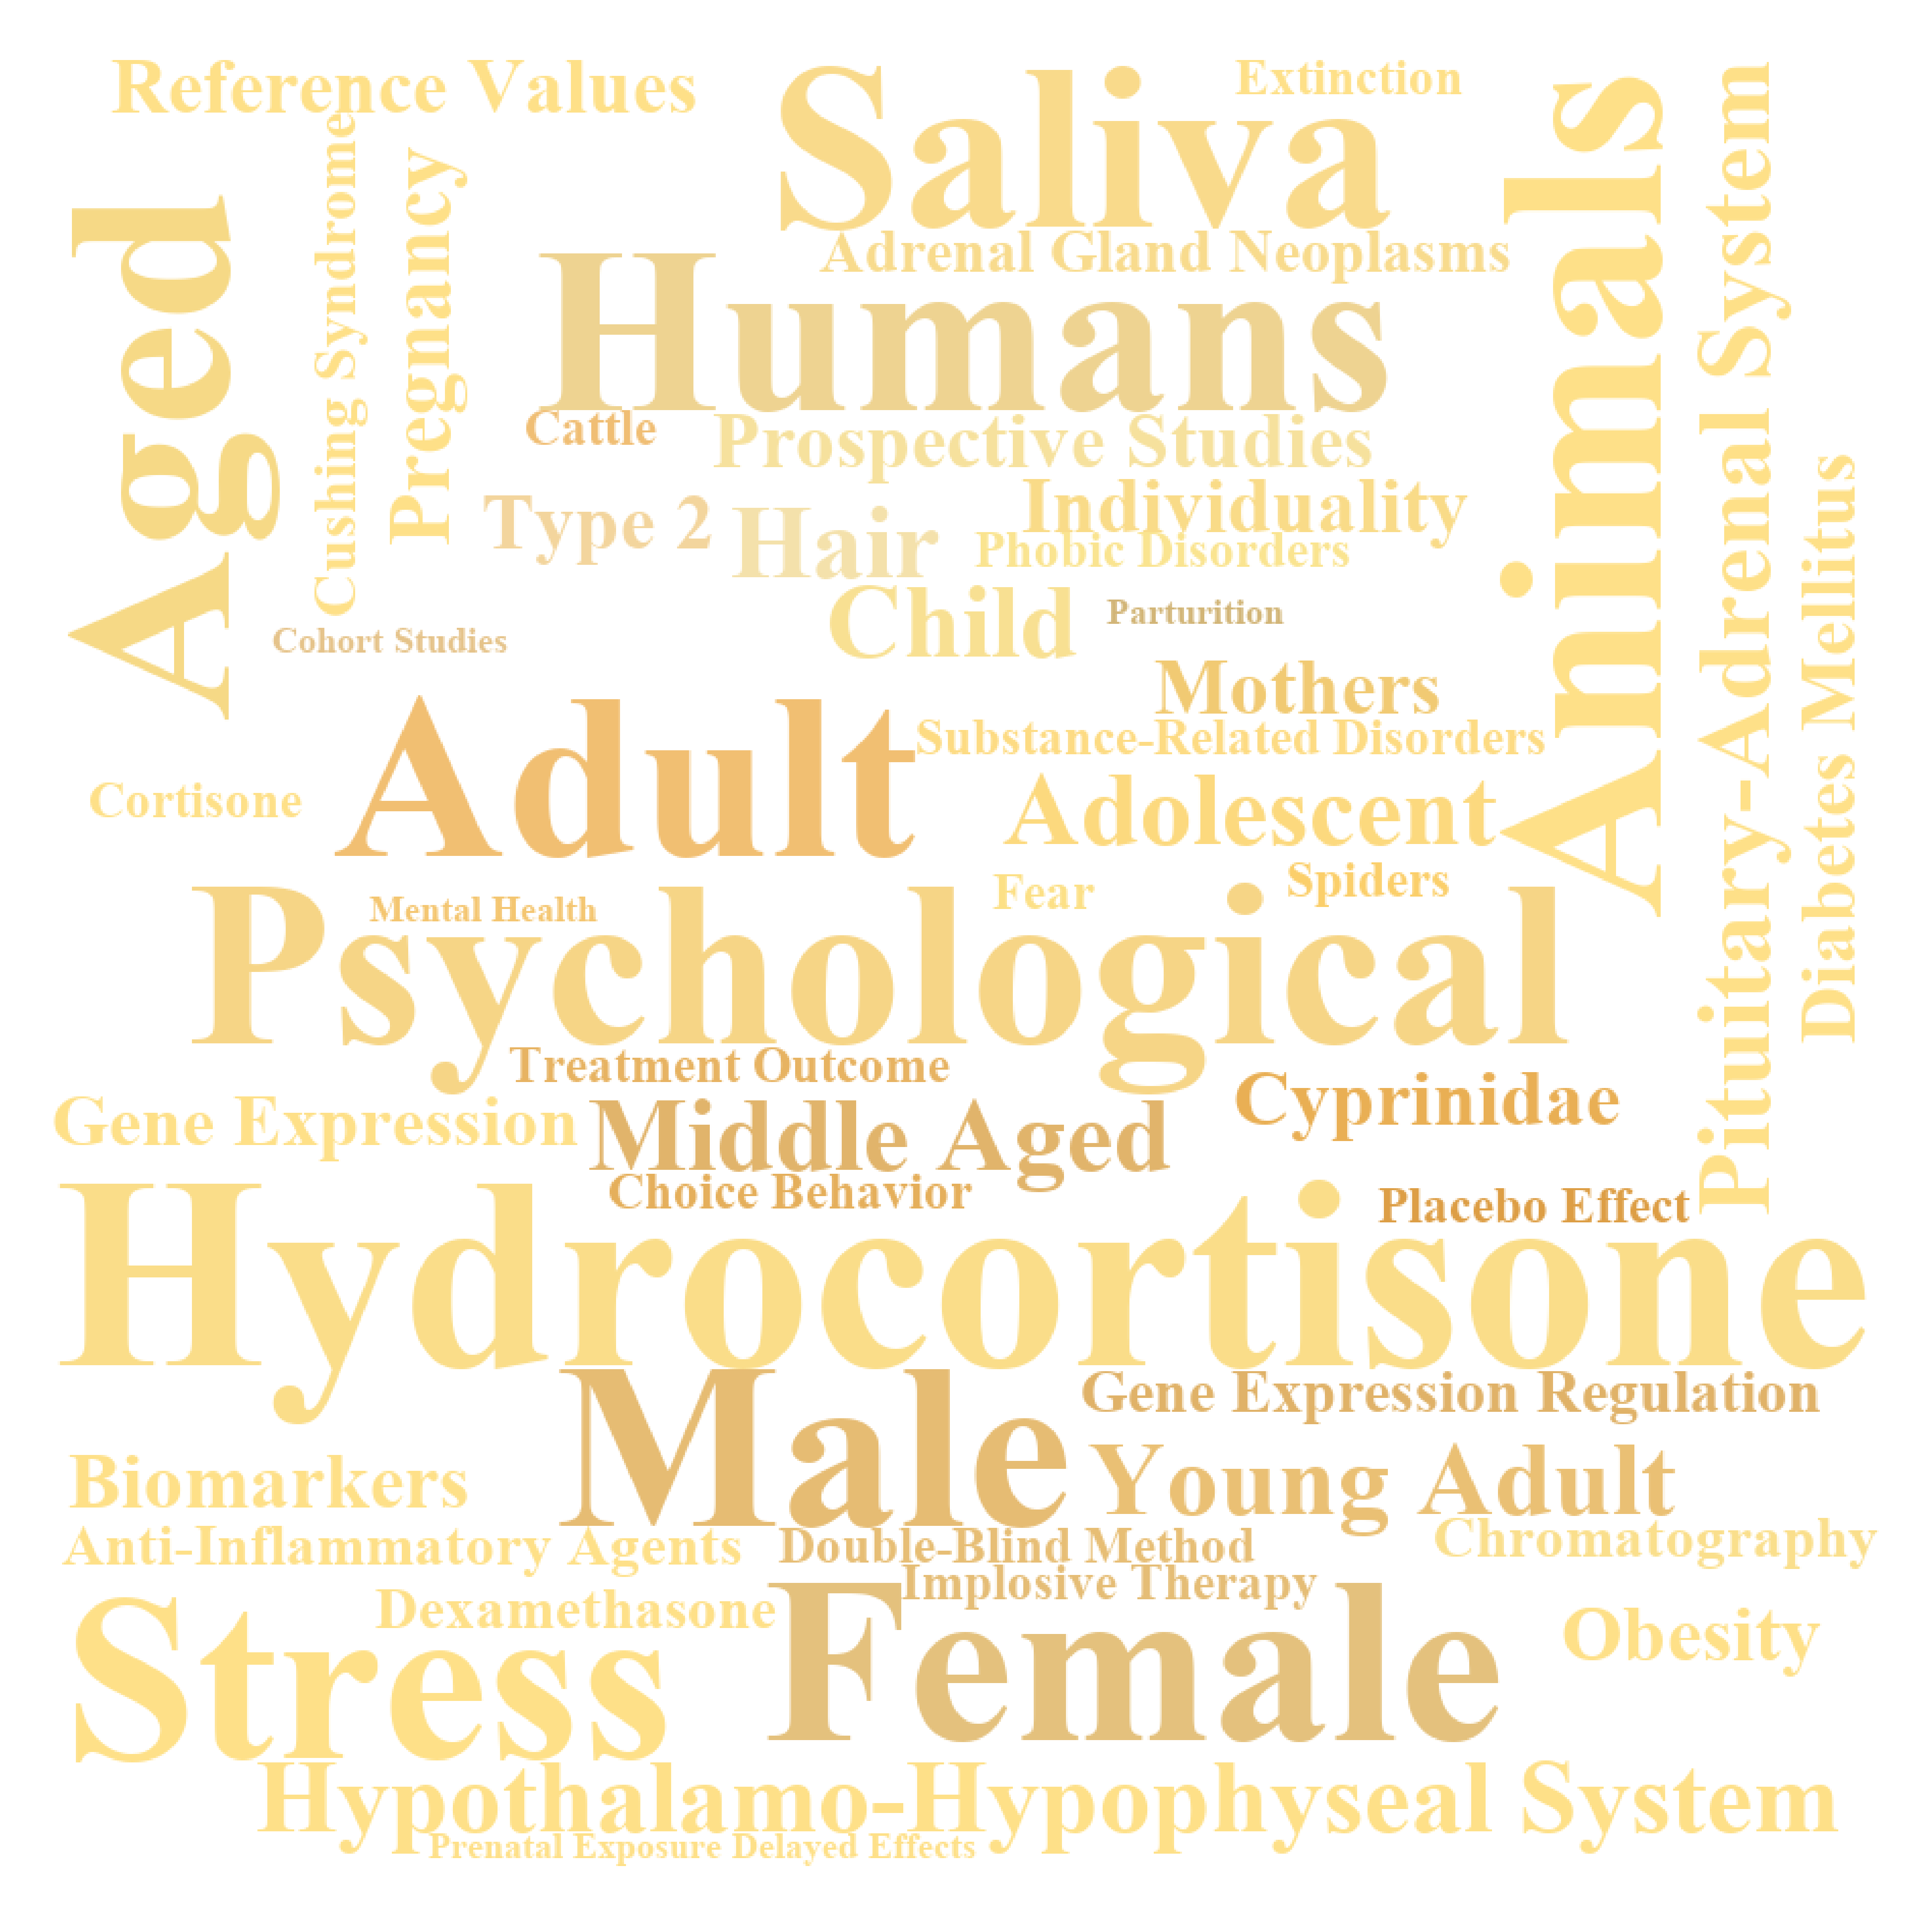 Reference Values
Saliva
Extinction
Animals
Pituitary-Adrenal System
Aged
Cushing Syndrome
Pregnancy
Adrenal Gland Neoplasms
Humans
Cattle
Prospective Studies
Diabetes Mellitus
Type 2
Hair
Individuality
Phobic Disorders
Child
Parturition
Cohort Studies
Mothers
Adult
Substance-Related Disorders
Cortisone
Adolescent
Fear
Spiders
Mental Health
Psychological
Treatment Outcome
Cyprinidae
Gene Expression
Middle Aged
Choice Behavior
Placebo Effect
Hydrocortisone
Male
Gene Expression Regulation
Biomarkers
Young Adult
Anti-Inflammatory Agents
Double-Blind Method
Chromatography
Implosive Therapy
Stress
Dexamethasone
Female
Obesity
Hypothalamo-Hypophyseal System
Prenatal Exposure Delayed Effects